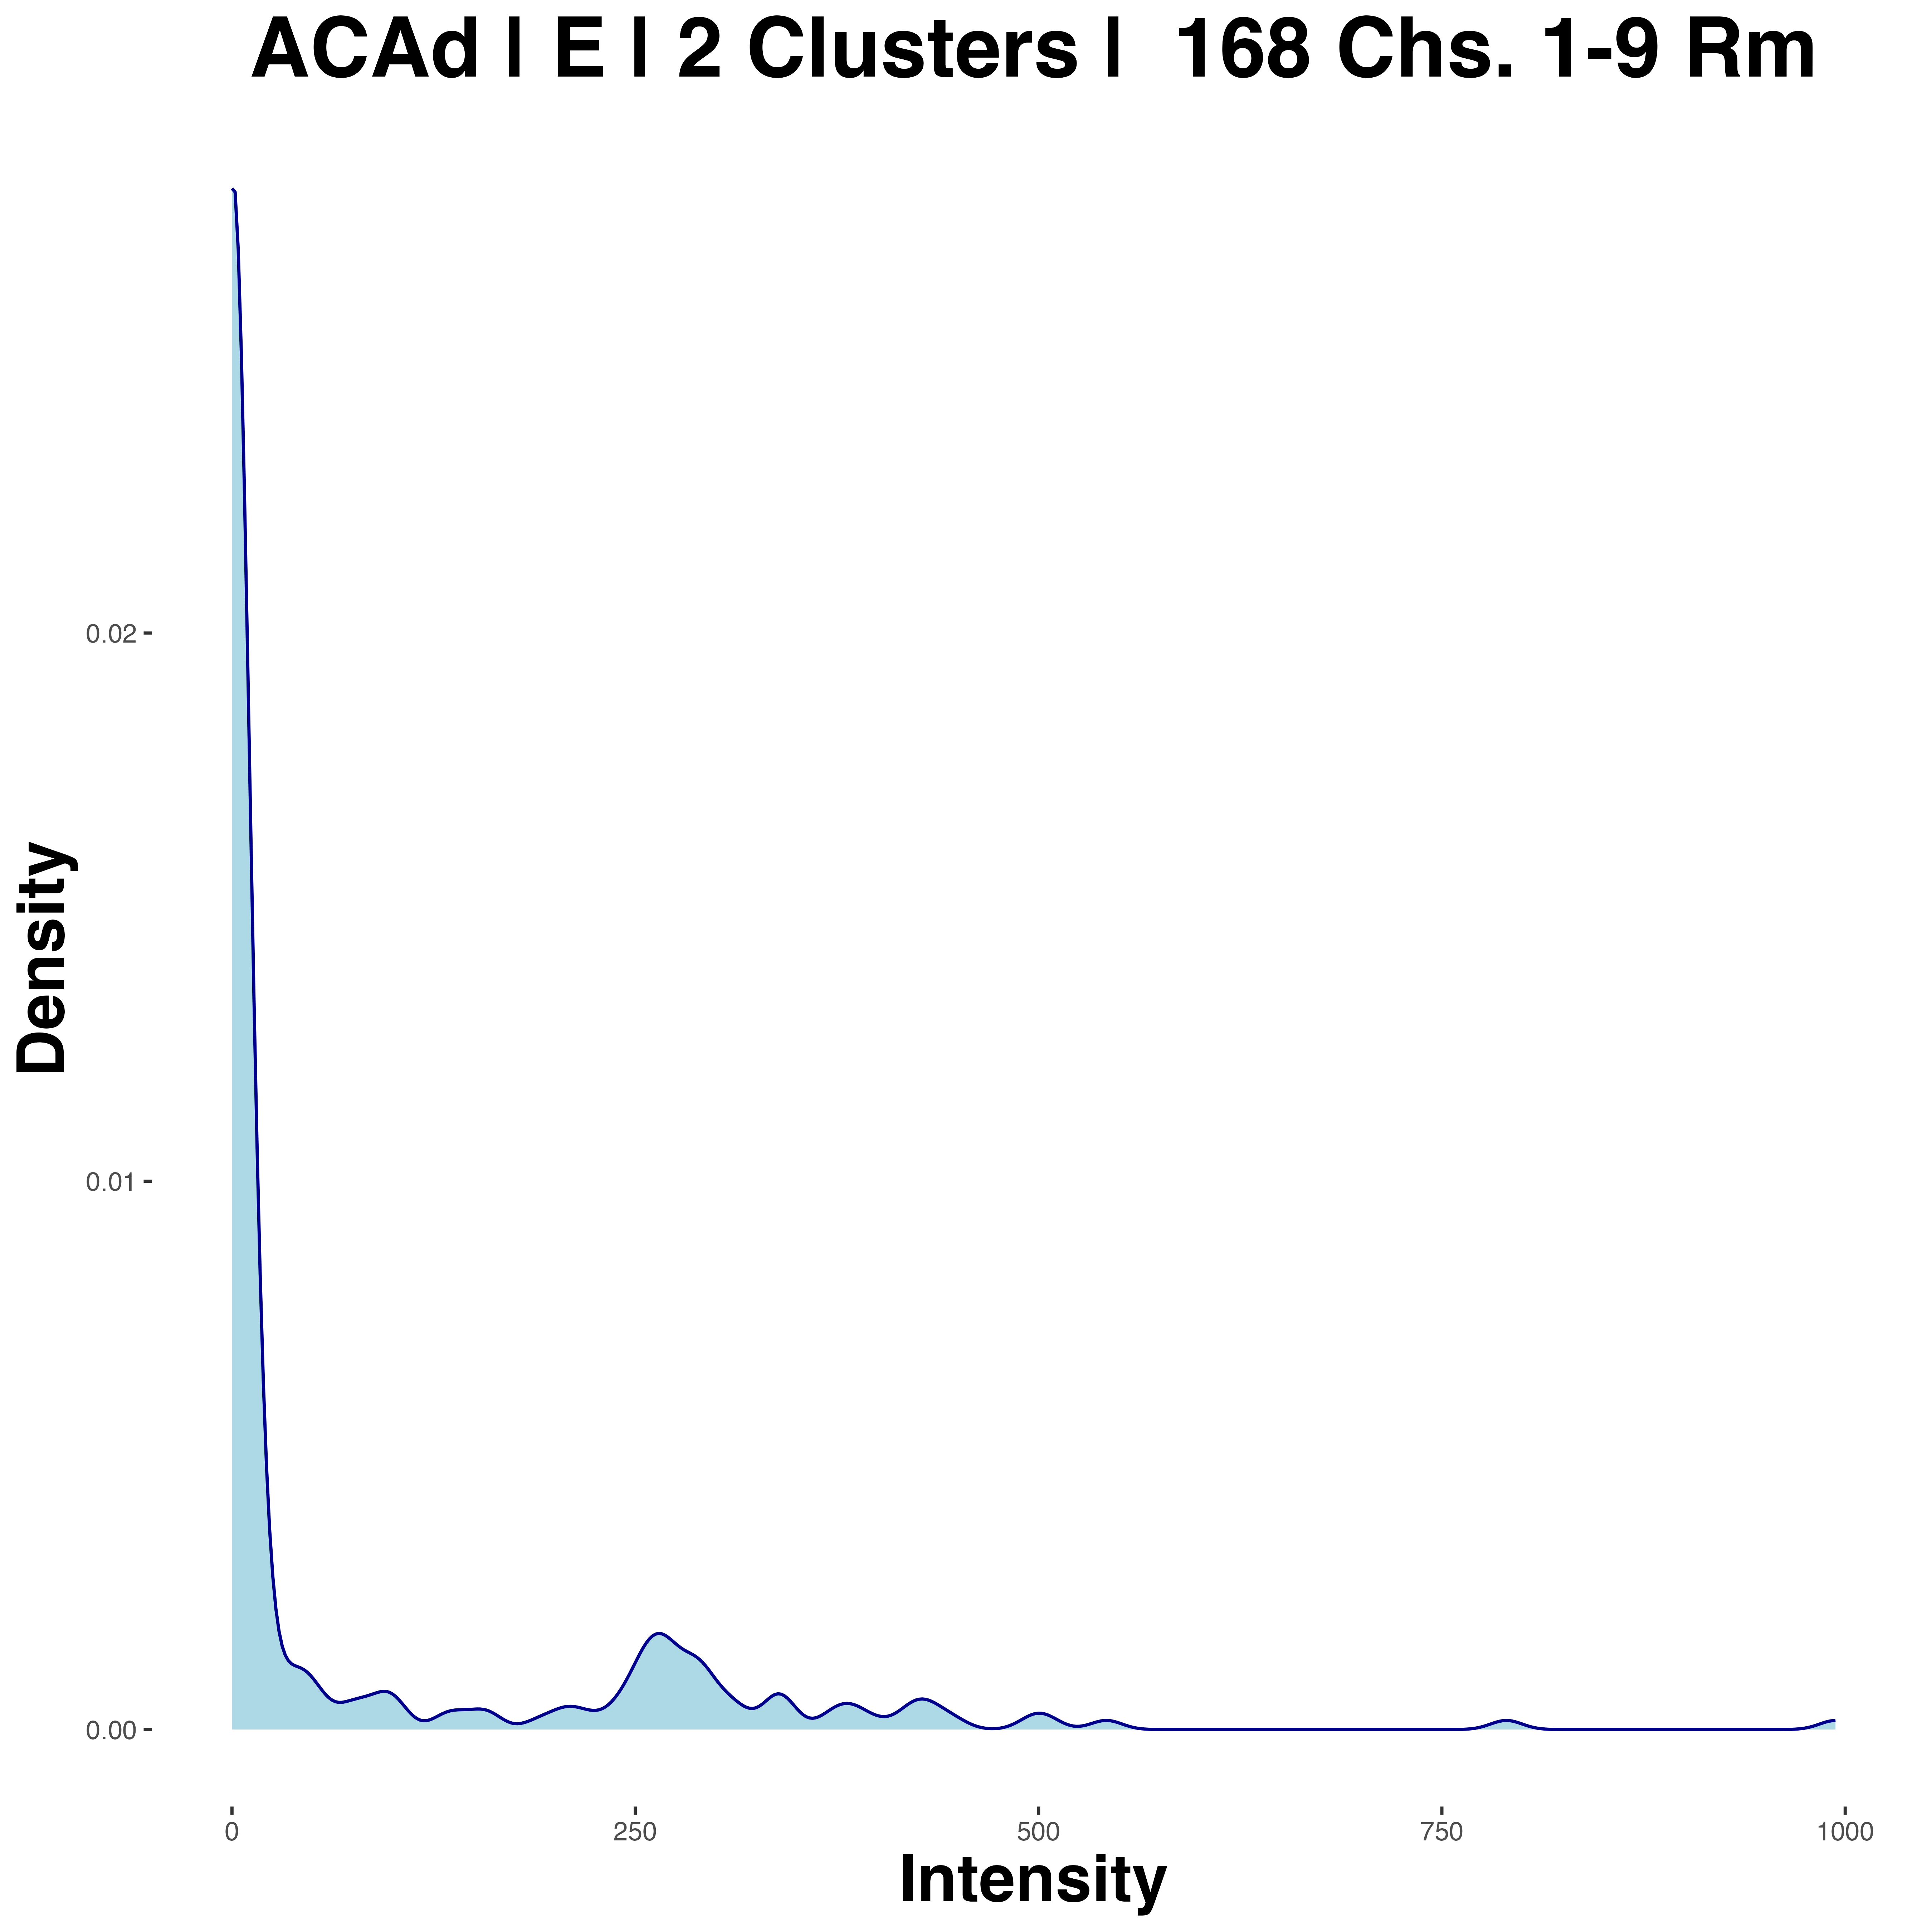 ACAd | E | 2 Clusters |  168 Chs. 1-9 Rm
Density
0.02
0.01
0.00
0 250 500 750 1000
Intensity